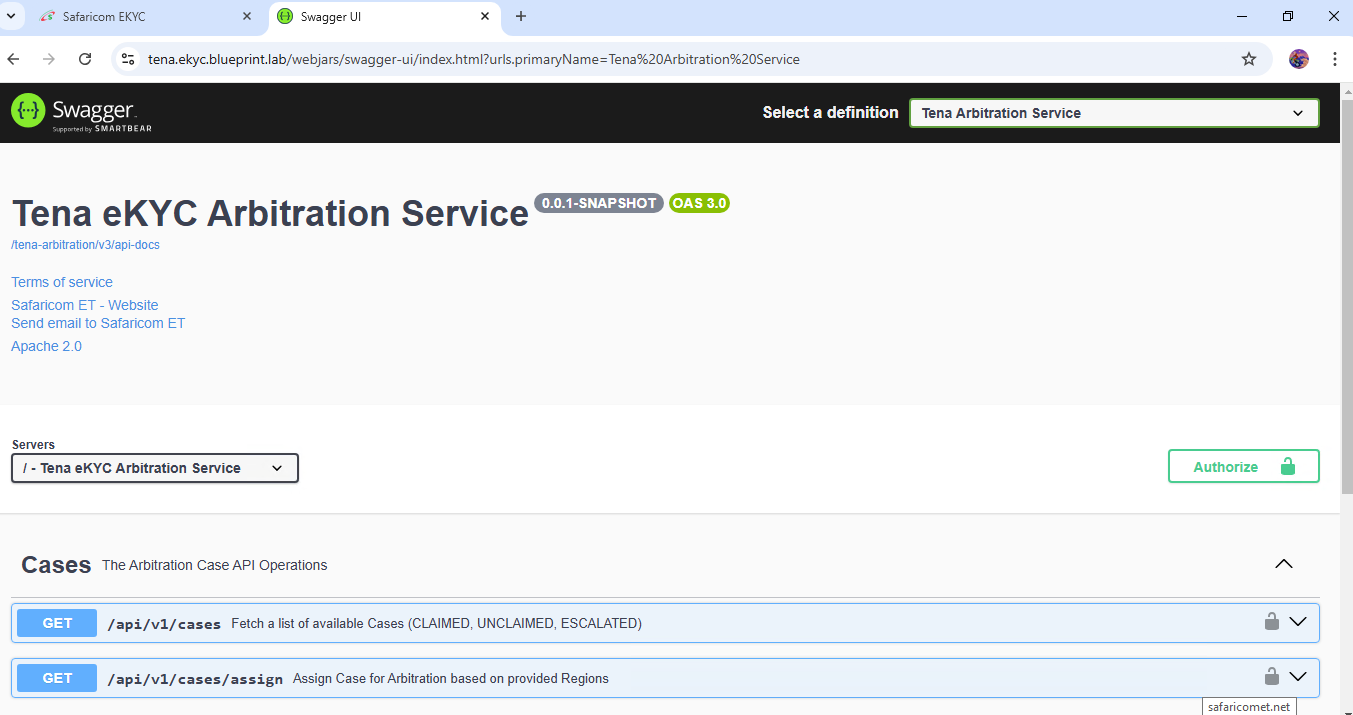 Safaricom EKYC
Swagger UI
tena.ekyc.blueprint.lab/webjars/swagger-ui/index.html?urls.primaryName=Tena%20Arbitration%20Service
Swagger
Supported by SMARTBEAR
Select a definition
Tena Arbitration Service
Tena eKYC Arbitration Service 0.0.1-SNAPSHOT OAS 3.0
/tena-arbitration/v3/api-docs
Terms of service
Safaricom ET - Website
Send email to Safaricom ET
Apache 2.0
Servers
/ - Tena eKYC Arbitration Service
Authorize
Cases The Arbitration Case API Operations
GET /api/v1/cases Fetch a list of available Cases (CLAIMED, UNCLAIMED, ESCALATED)
GET /api/v1/cases/assign Assign Case for Arbitration based on provided Regions
safaricomet.net